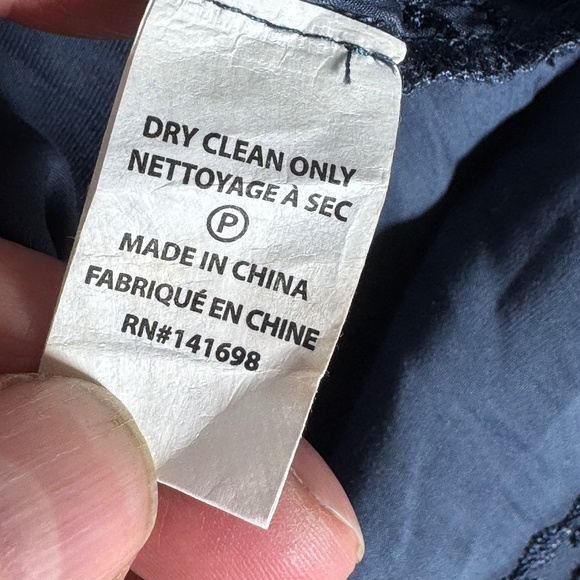 DRY CLEAN ONLY
NETTOYAGE À SEC
P
MADE IN CHINA
FABRIQUÉ EN CHINE
RN#141698